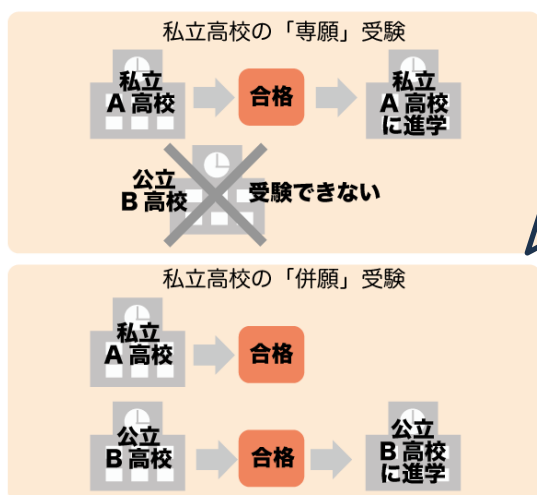 私立高校の「専願」受験
私立
A 高校
合格
私立
A 高校
に進学
公立
B 高校
受験できない
私立高校の「併願」受験
私立
A 高校
合格
公立
B 高校
合格
公立
B 高校
に進学